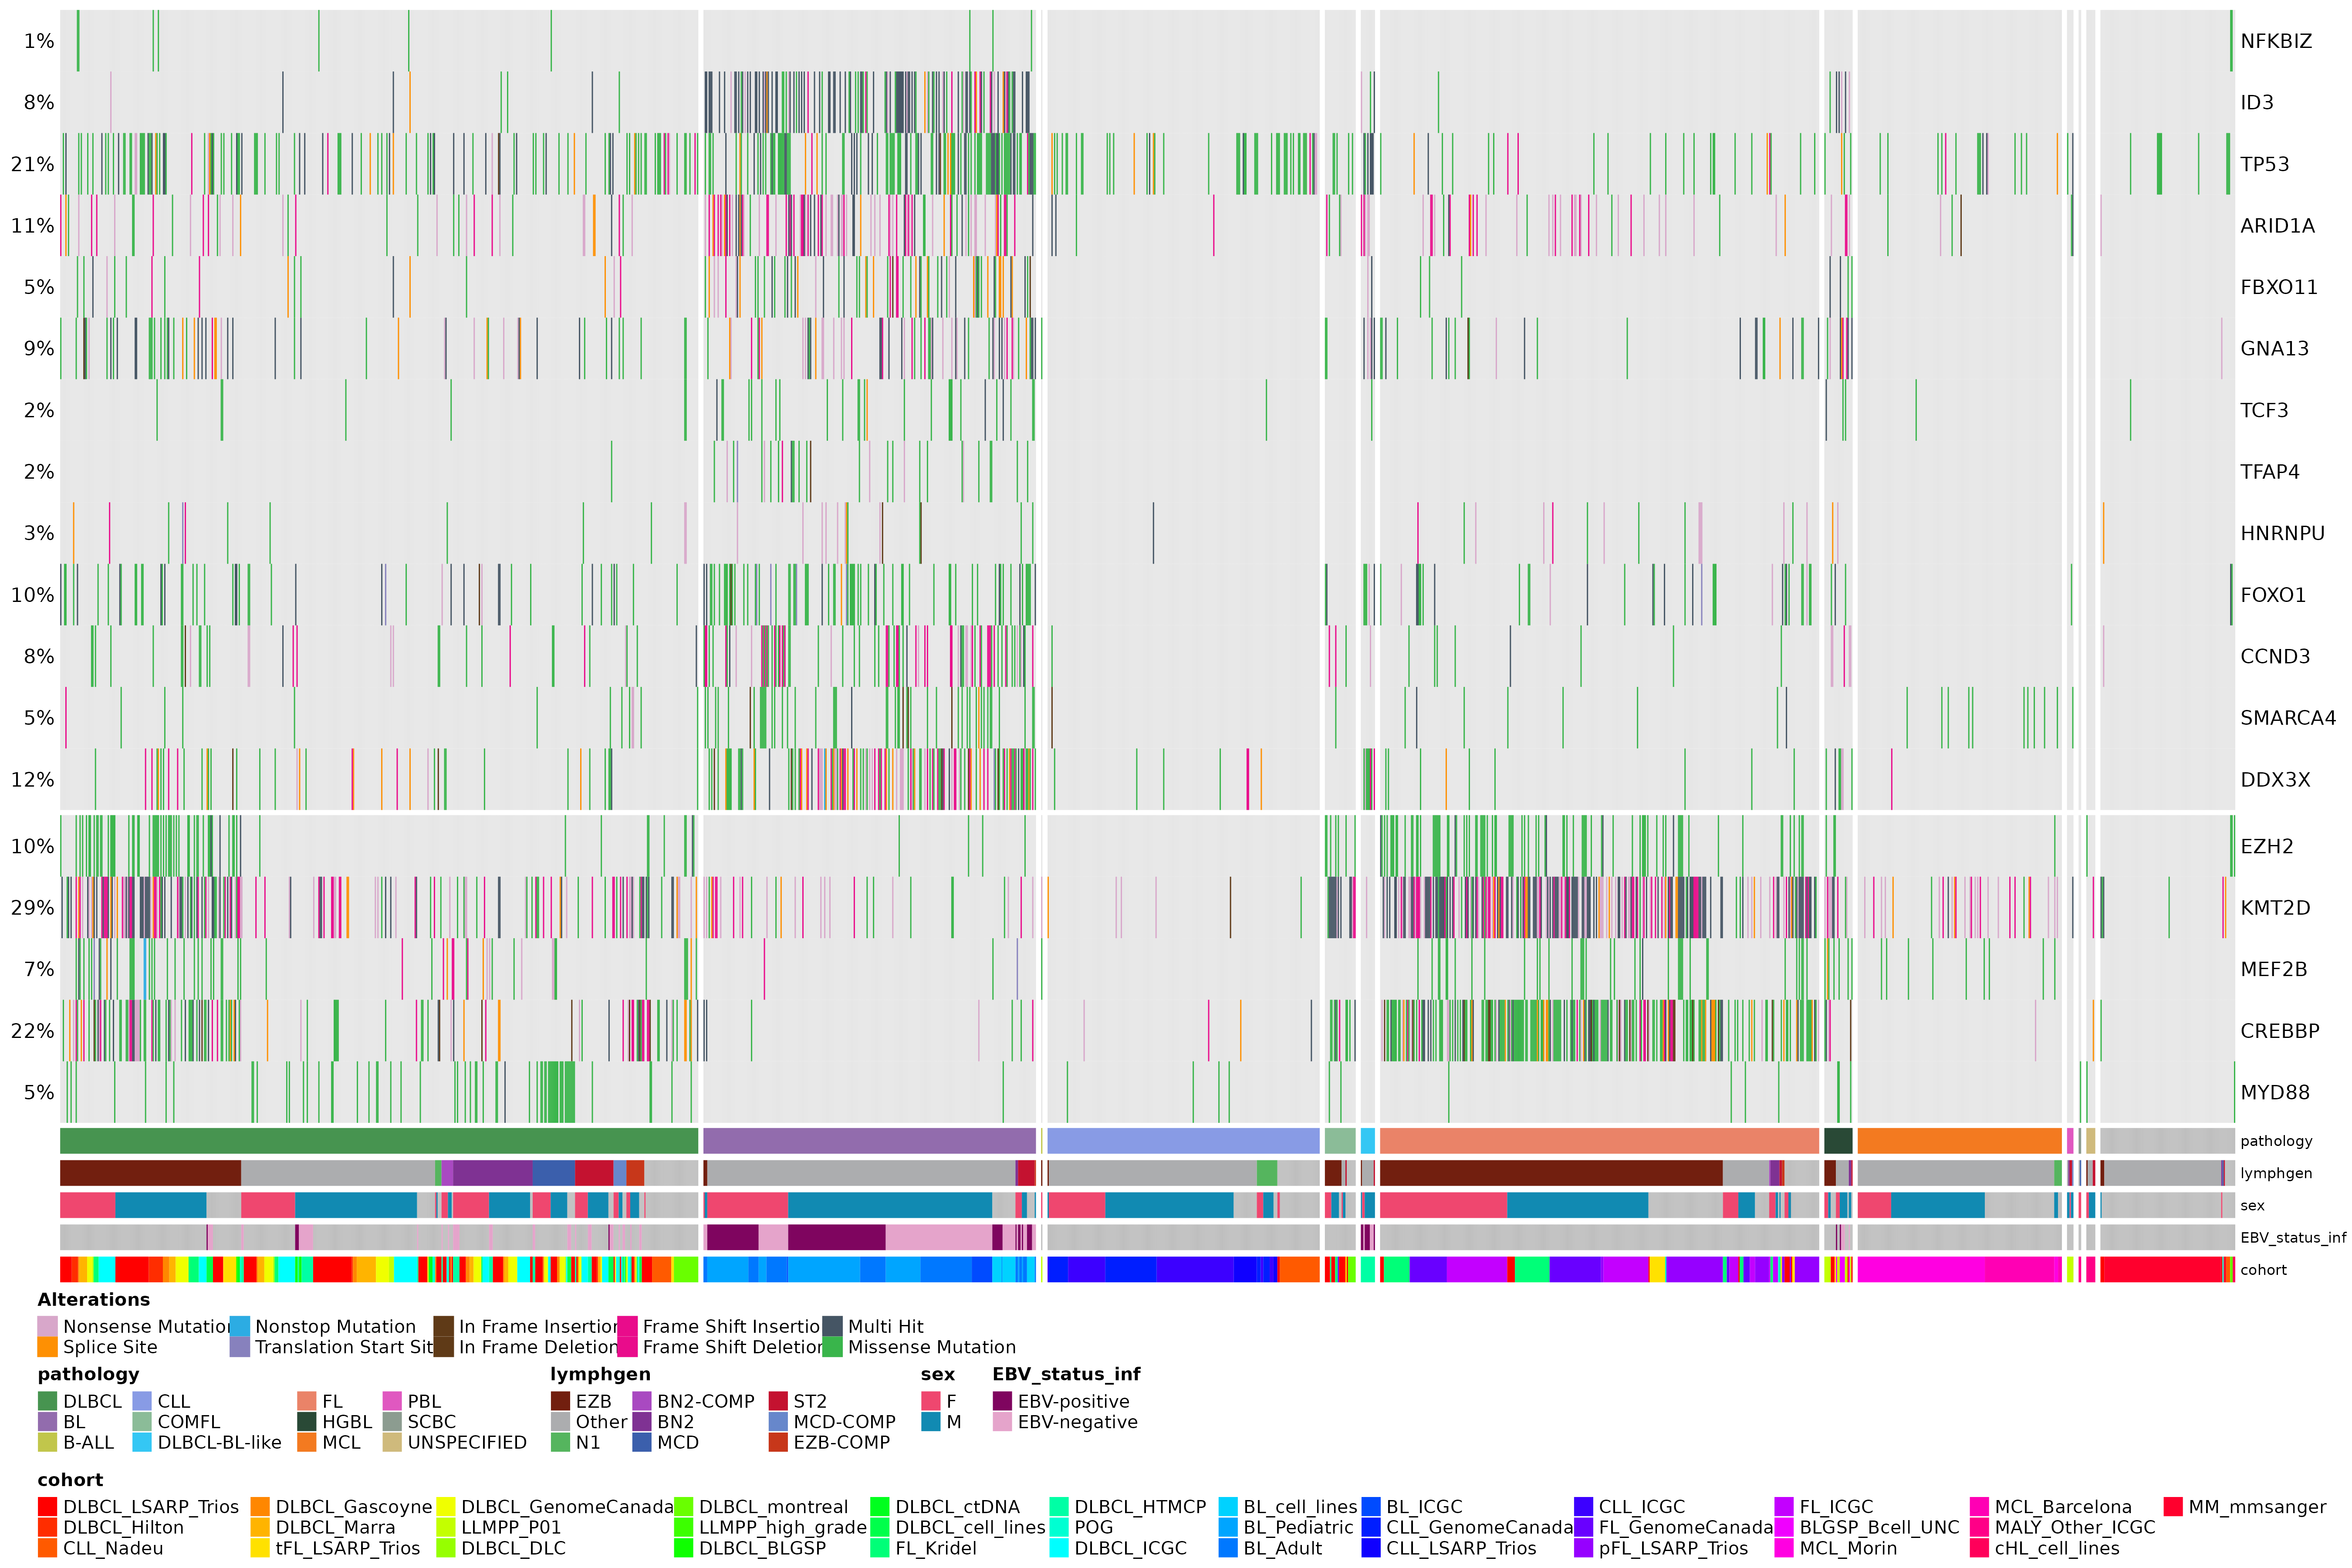 1% NFKBIZ
8% ID3
21% TP53
11% ARID1A
5% FBXO11
9% GNA13
2% TCF3
2% TFAP4
3% HNRNPU
10% FOXO1
8% CCND3
5% SMARCA4
12% DDX3X
10% EZH2
29% KMT2D
7% MEF2B
22% CREBBP
5% MYD88
pathology
lymphgen
sex
EBV_status_inf
cohort
Alterations
Nonsense Mutation Nonstop Mutation In Frame Insertion Frame Shift Insertio Multi Hit
Splice Site Translation Start Sit In Frame Deletion Frame Shift Deletion Missense Mutation
pathology lymphgen sex EBV_status_inf
DLBCL CLL FL PBL EZB BN2-COMP ST2 F EBV-positive
BL COMFL HGBL SCBC Other BN2 MCD-COMP M EBV-negative
B-ALL DLBCL-BL-like MCL UNSPECIFIED N1 MCD EZB-COMP
cohort
DLBCL_LSARP_Trios DLBCL_Gascoyne DLBCL_GenomeCanada DLBCL_montreal DLBCL_ctDNA DLBCL_HTMCP BL_cell_lines BL_ICGC CLL_ICGC FL_ICGC MCL_Barcelona MM_mmsanger
DLBCL_Hilton DLBCL_Marra LLMPP_P01 LLMPP_high_grade DLBCL_cell_lines POG BL_Pediatric CLL_GenomeCanada FL_GenomeCanada BLGSP_Bcell_UNC MALY_Other_ICGC
CLL_Nadeu tFL_LSARP_Trios DLBCL_DLC DLBCL_BLGSP FL_Kridel DLBCL_ICGC BL_Adult CLL_LSARP_Trios pFL_LSARP_Trios MCL_Morin cHL_cell_lines